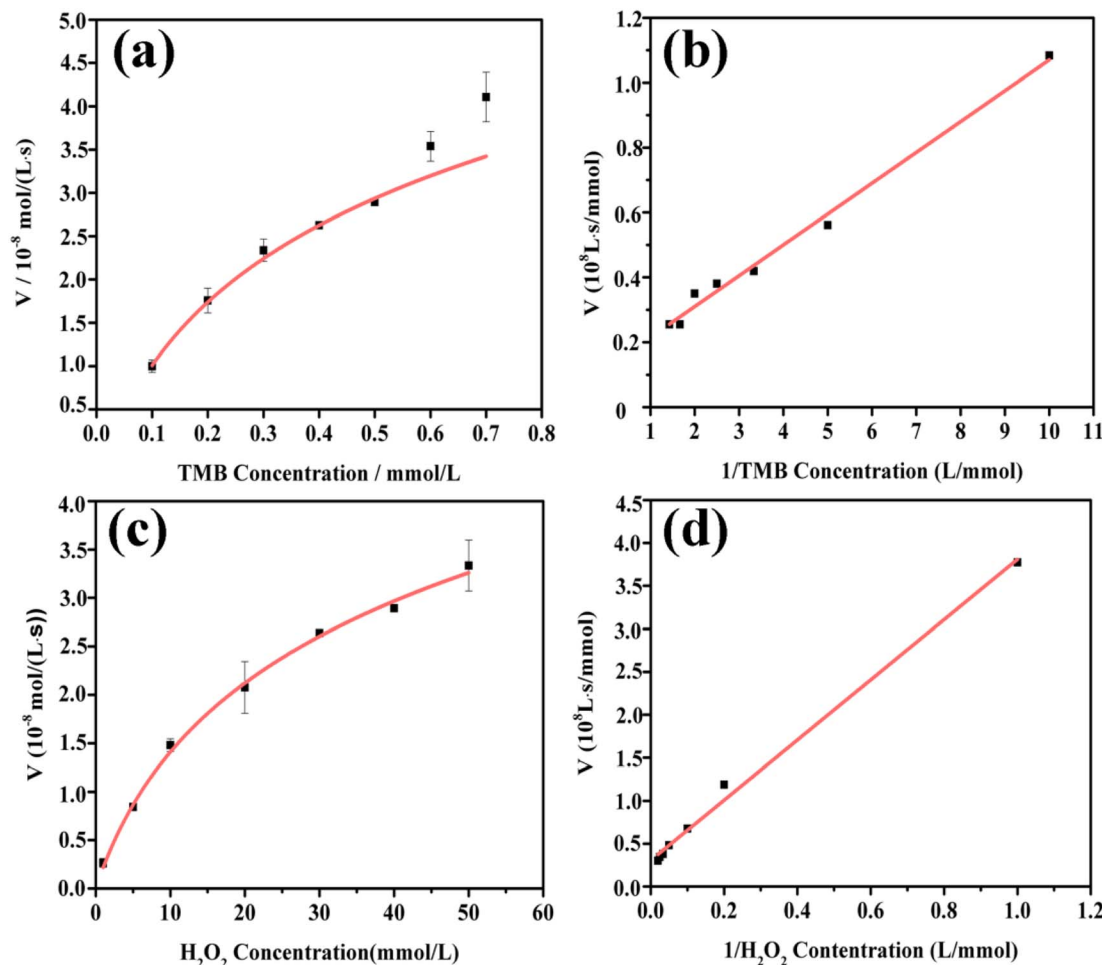 (a)
V / 10⁻⁸ mol/(L·s)
5.0
4.5
4.0
3.5
3.0
2.5
2.0
1.5
1.0
0.5
0.0 0.1 0.2 0.3 0.4 0.5 0.6 0.7 0.8
TMB Concentration / mmol/L
(b)
V (10⁸L·s/mmol)
1.2
1.0
0.8
0.6
0.4
0.2
0
1 2 3 4 5 6 7 8 9 10 11
1/TMB Concentration (L/mmol)
(c)
V (10⁻⁸ mol/(L·s))
4.0
3.5
3.0
2.5
2.0
1.5
1.0
0.5
0.0
0 10 20 30 40 50 60
H₂O₂ Concentration(mmol/L)
(d)
V (10⁸L·s/mmol)
4.5
4.0
3.5
3.0
2.5
2.0
1.5
1.0
0.5
0.0
0.0 0.2 0.4 0.6 0.8 1.0 1.2
1/H₂O₂ Contentration (L/mmol)